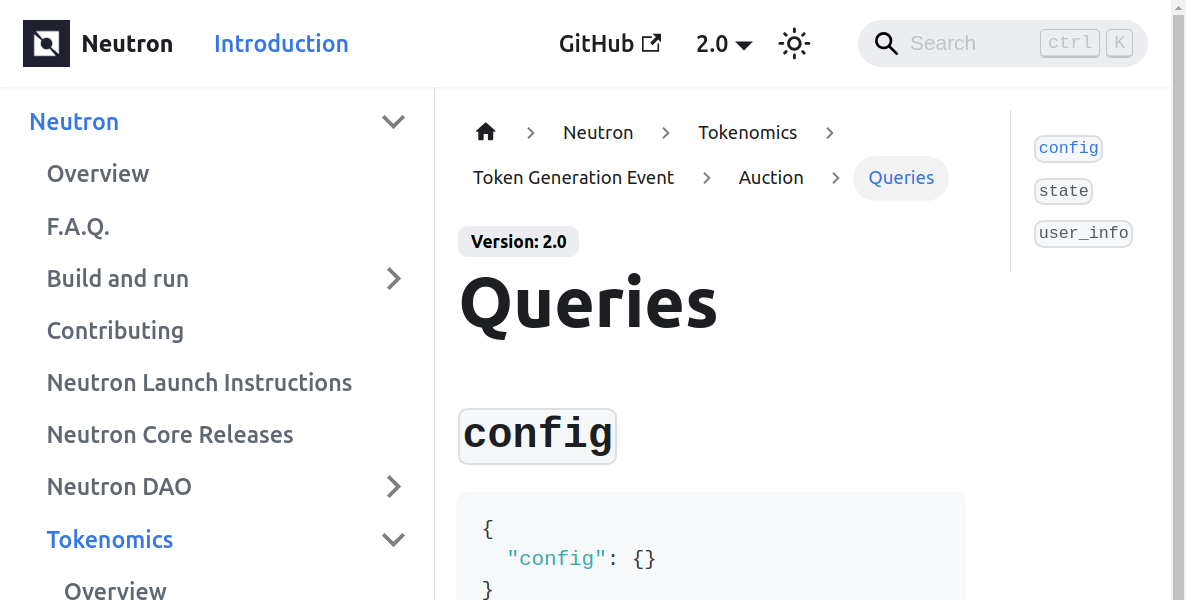 Neutron Introduction GitHub 2.0 Search ctrl K
Neutron
Overview
F.A.Q.
Build and run
Contributing
Neutron Launch Instructions
Neutron Core Releases
Neutron DAO
Tokenomics
Overview
Neutron Tokenomics
Token Generation Event Auction Queries
Version: 2.0
Queries
config
{
"config": {}
}
config
state
user_info